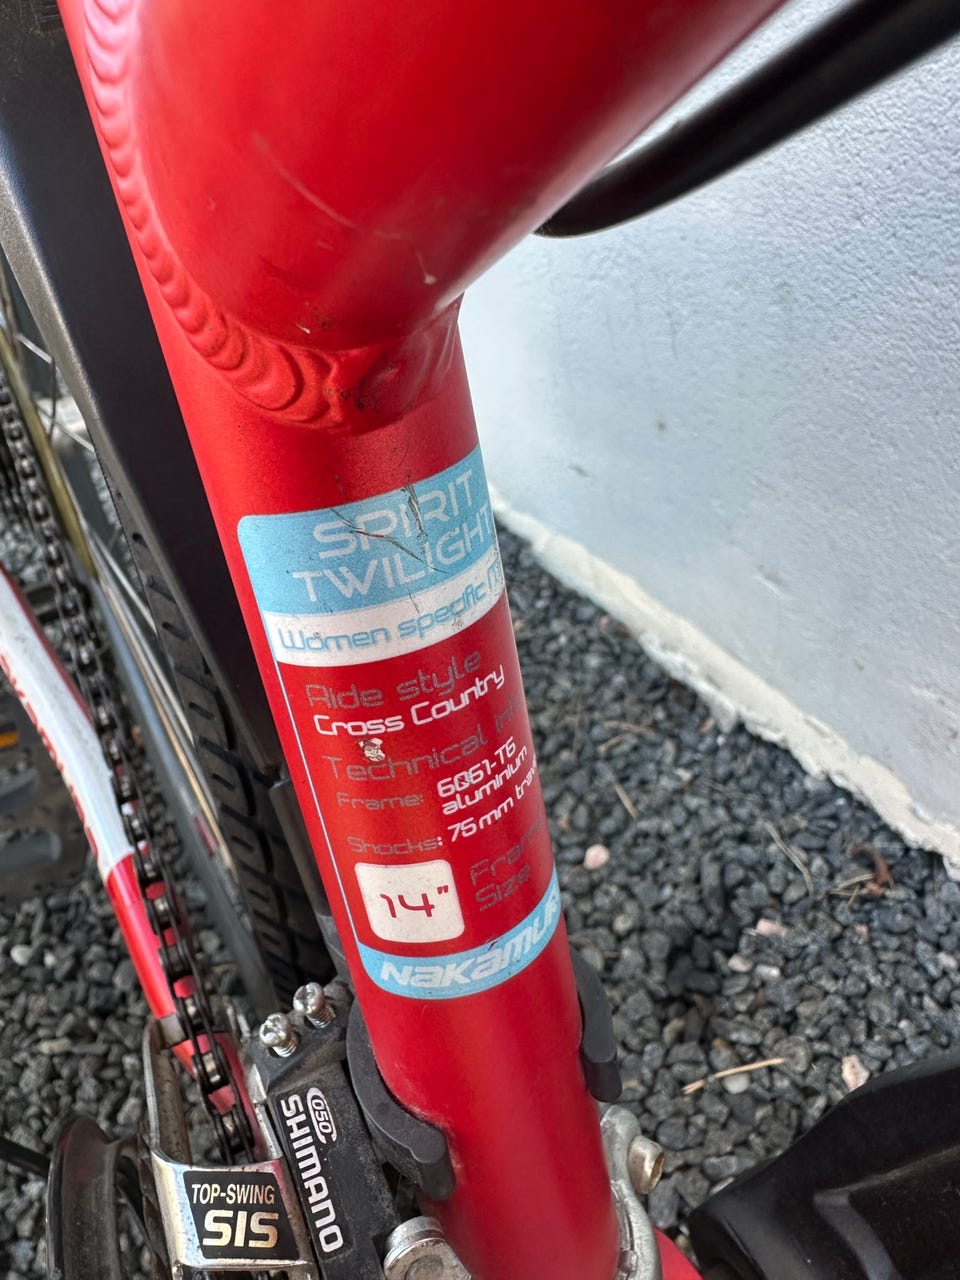 SPIRIT
TWILIGHT
Women specific
Ride style
Cross Country
Technical
Frame: 6061-T6
aluminium
Shocks: 75 mm
14"
Size
NAKAMU
C050
SHIMANO
TOP-SWING
SIS